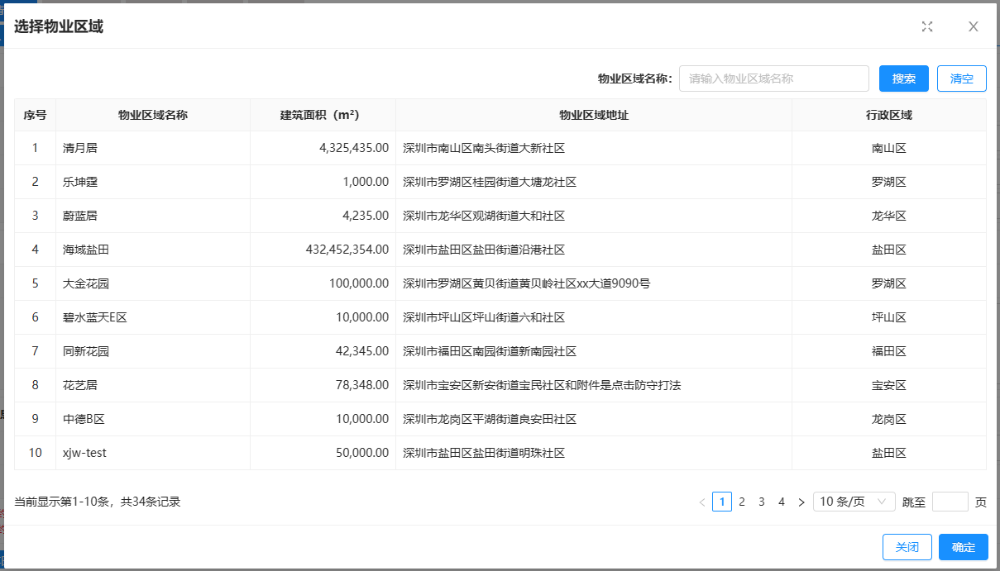 选择物业区域
物业区域名称: 请输入物业区域名称 搜索 清空
序号 物业区域名称 建筑面积（m²） 物业区域地址 行政区域
1 清月居 4,325,435.00 深圳市南山区南头街道大新社区 南山区
2 乐坤霆 1,000.00 深圳市罗湖区桂园街道大塘龙社区 罗湖区
3 蔚蓝居 4,235.00 深圳市龙华区观湖街道大和社区 龙华区
4 海域盐田 432,452,354.00 深圳市盐田区盐田街道沿港社区 盐田区
5 大金花园 100,000.00 深圳市罗湖区黄贝街道黄贝岭社区xx大道9090号 罗湖区
6 碧水蓝天E区 10,000.00 深圳市坪山区坪山街道六和社区 坪山区
7 同新花园 42,345.00 深圳市福田区南园街道新南园社区 福田区
8 花艺居 78,348.00 深圳市宝安区新安街道宝民社区和附件是点击防守打法 宝安区
9 中德B区 10,000.00 深圳市龙岗区平湖街道良安田社区 龙岗区
10 xjw-test 50,000.00 深圳市盐田区盐田街道明珠社区 盐田区
当前显示第1-10条，共34条记录 1 2 3 4 10 条/页 跳至 页
关闭 确定